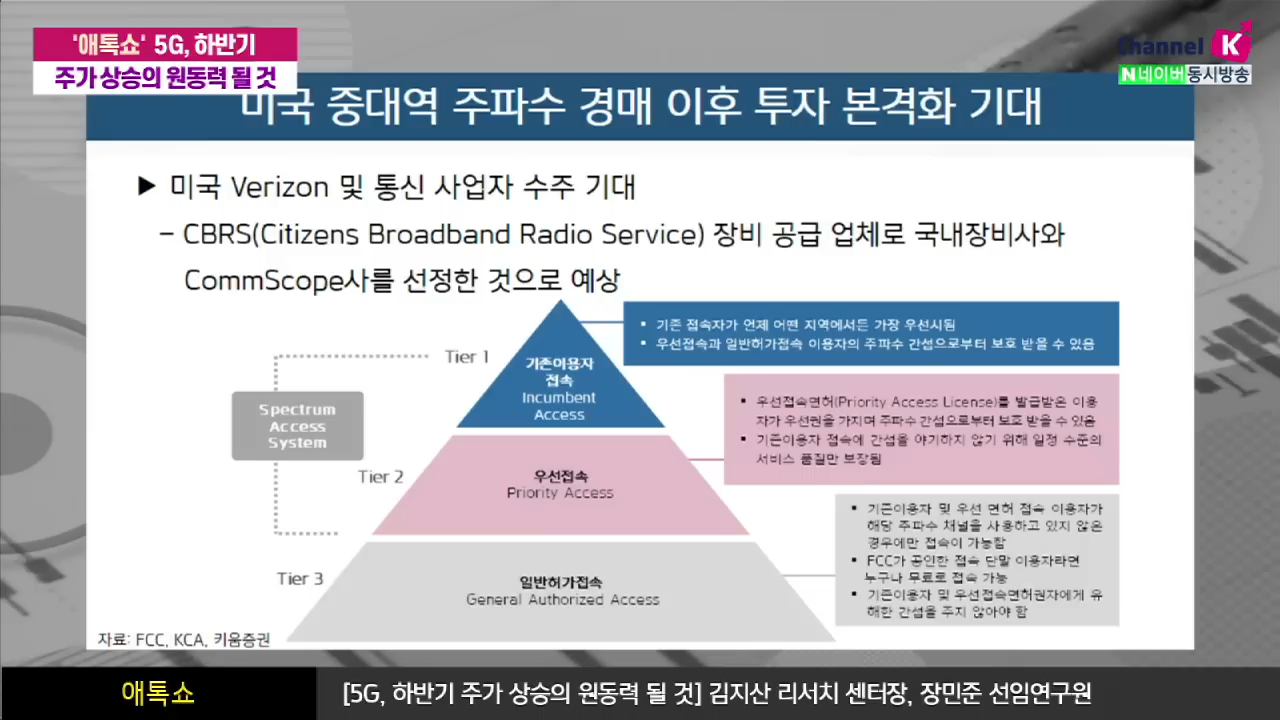 '애톡쇼' 5G, 하반기
주가 상승의 원동력 될 것
Channel K
N 네이버 동시방송
미국 중대역 주파수 경매 이후 투자 본격화 기대
▶ 미국 Verizon 및 통신 사업자 수주 기대
– CBRS(Citizens Broadband Radio Service) 장비 공급 업체로 국내장비사와
CommScope사를 선정한 것으로 예상
Spectrum
Access
System
Tier 1
기존이용자
접속
Incumbent
Access
▪ 기존 접속자가 언제 어떤 지역에서든 가장 우선시됨
▪ 우선접속과 일반허가접속 이용자의 주파수 간섭으로부터 보호 받을 수 있음
Tier 2
우선접속
Priority Access
▪ 우선접속면허(Priority Access License)를 발급받은 이용
자가 우선권을 가지며 주파수 간섭으로부터 보호 받을 수 있음
▪ 기존이용자 접속에 간섭을 야기하지 않기 위해 일정 수준의
서비스 품질만 보장됨
Tier 3
일반허가접속
General Authorized Access
▪ 기존이용자 및 우선 면허 접속 이용자가
해당 주파수 채널을 사용하고 있지 않은
경우에만 접속이 가능함
▪ FCC가 공인한 접속 단말 이용자라면
누구나 무료로 접속 가능
▪ 기존이용자 및 우선접속면허권자에게 유
해한 간섭을 주지 않아야 함
자료: FCC, KCA, 키움증권
애톡쇼
[5G, 하반기 주가 상승의 원동력 될 것] 김지산 리서치 센터장, 장민준 선임연구원